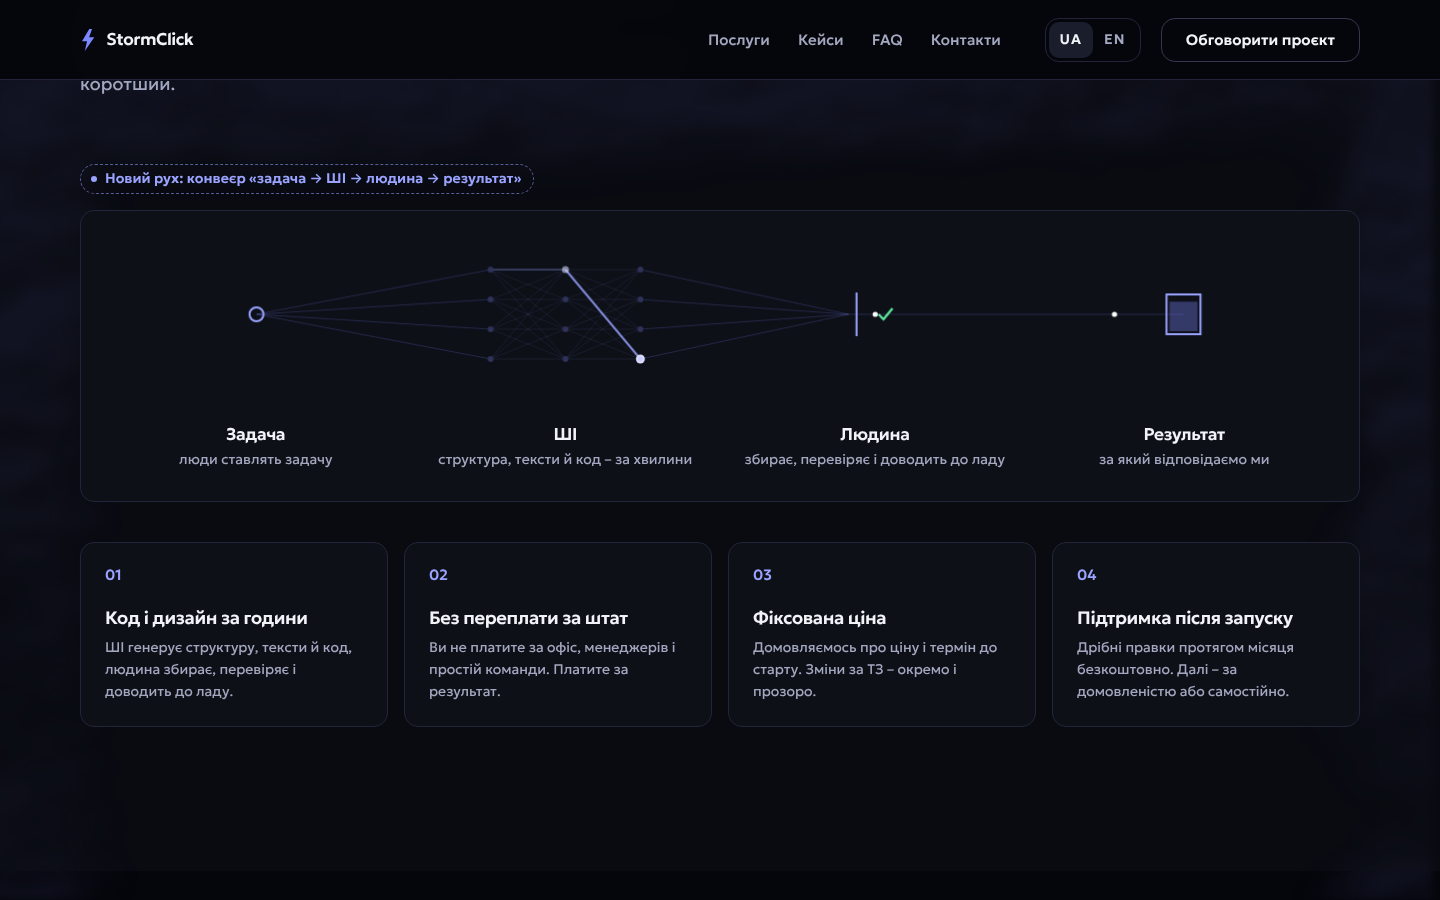 StormClick
Послуги
Кейси
FAQ
Контакти
UA
EN
Обговорити проєкт
коротший.
Новий рух: конвеєр «задача → ШІ → людина → результат»
Задача
люди ставлять задачу
ШІ
структура, тексти й код – за хвилини
Людина
збирає, перевіряє і доводить до ладу
Результат
за який відповідаємо ми
01
Код і дизайн за години
ШІ генерує структуру, тексти й код,
людина збирає, перевіряє і
доводить до ладу.
02
Без переплати за штат
Ви не платите за офіс, менеджерів і
простій команди. Платите за
результат.
03
Фіксована ціна
Домовляємось про ціну і термін до
старту. Зміни за ТЗ – окремо і
прозоро.
04
Підтримка після запуску
Дрібні правки протягом місяця
безкоштовно. Далі – за
домовленістю або самостійно.